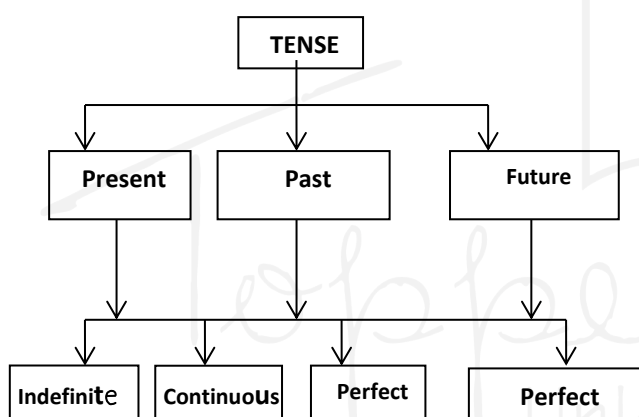 TENSE
Present
Past
Future
Indefinite
Continuous
Perfect
Perfect